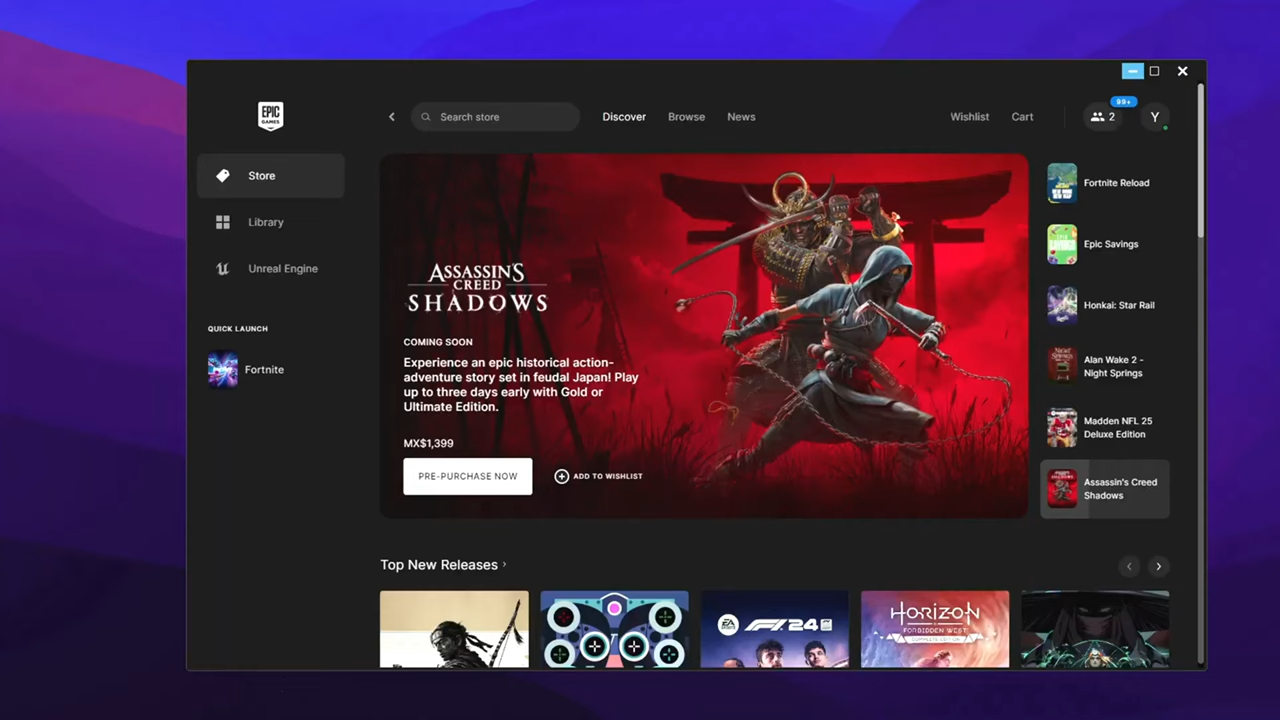 EPIC
GAMES
Search store
Discover
Browse
News
Wishlist
Cart
99+
2
Y
Store
Library
Unreal Engine
QUICK LAUNCH
Fortnite
ASSASSIN'S
CREED
SHADOWS
COMING SOON
Experience an epic historical action-
adventure story set in feudal Japan! Play
up to three days early with Gold or
Ultimate Edition.
MX$1,399
PRE-PURCHASE NOW
ADD TO WISHLIST
Fortnite Reload
Epic Savings
Honkai: Star Rail
Alan Wake 2 -
Night Springs
Madden NFL 25
Deluxe Edition
Assassin's Creed
Shadows
Top New Releases
EA
SPORTS
F1 24
HORIZON
FORBIDDEN WEST
COMPLETE EDITION